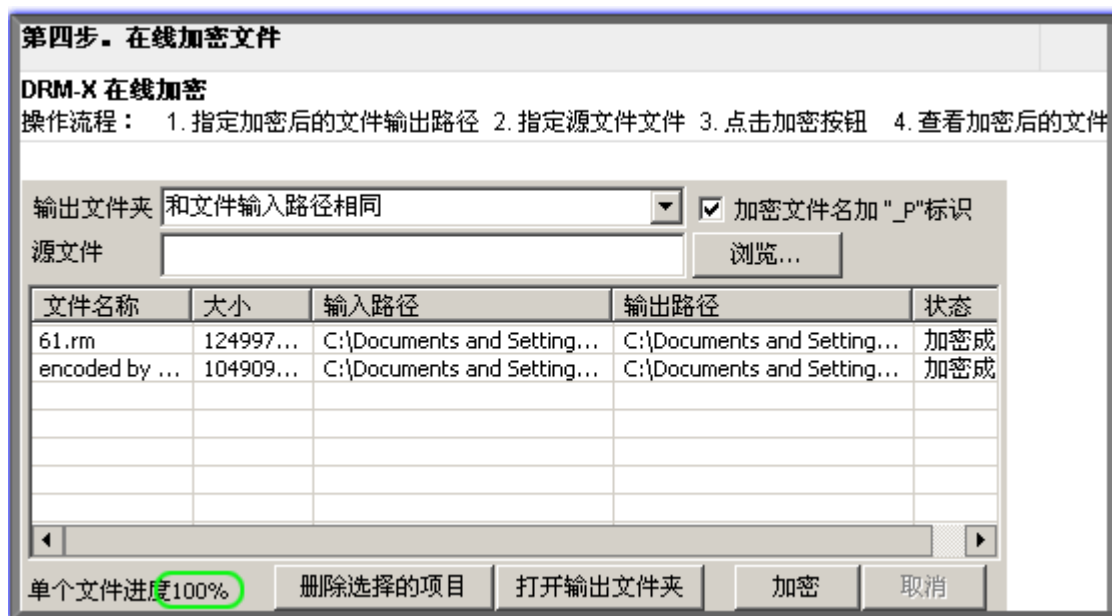 第四步。在线加密文件
DRM-X 在线加密
操作流程： 1.指定加密后的文件输出路径 2.指定源文件文件 3.点击加密按钮 4.查看加密后的文件
输出文件夹 和文件输入路径相同 加密文件名加 "_P"标识
源文件 浏览...
文件名称 大小 输入路径 输出路径 状态
61.rm 124997... C:\Documents and Setting... C:\Documents and Setting... 加密成
encoded by ... 104909... C:\Documents and Setting... C:\Documents and Setting... 加密成
单个文件进度100% 删除选择的项目 打开输出文件夹 加密 取消